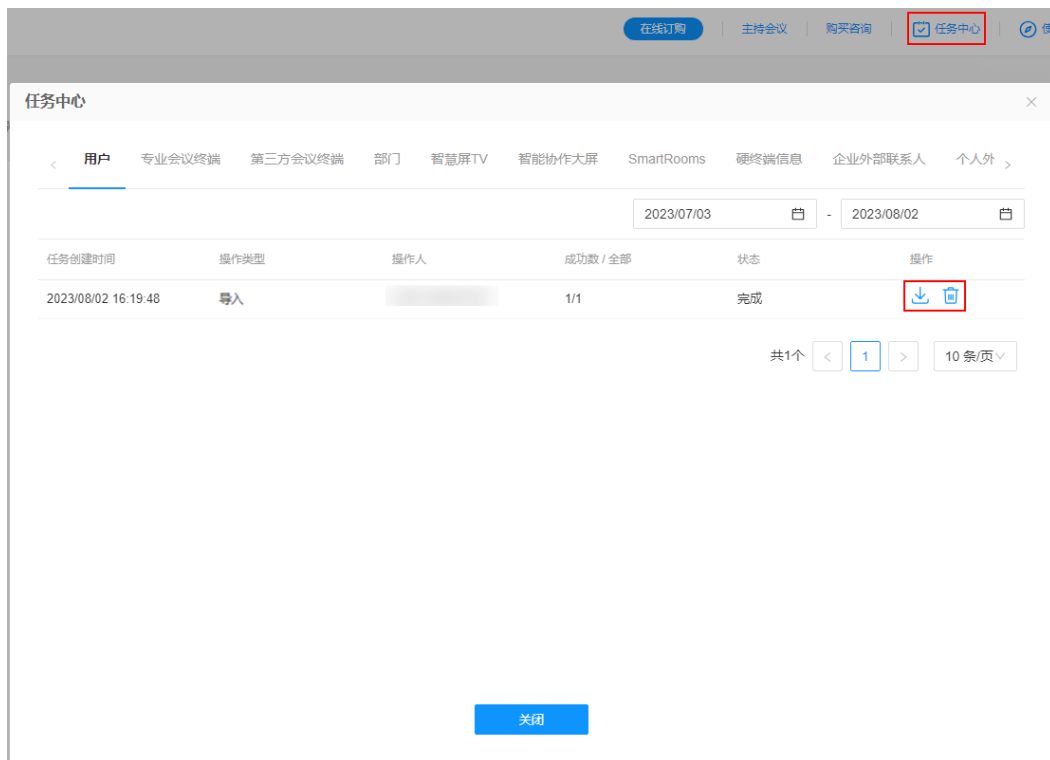 在线订购 主持会议 购买咨询 任务中心
任务中心
用户 专业会议终端 第三方会议终端 部门 智慧屏TV 智能协作大屏 SmartRooms 硬终端信息 企业外部联系人 个人外
2023/07/03 - 2023/08/02
任务创建时间 操作类型 操作人 成功数 / 全部 状态 操作
2023/08/02 16:19:48 导入 1/1 完成
共1个 < 1 > 10 条/页
关闭